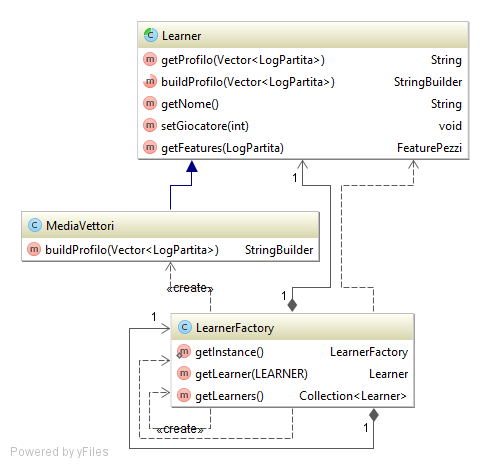 Learner
getProfilo(Vector<LogPartita>) String
buildProfilo(Vector<LogPartita>) StringBuilder
getNome() String
setGiocatore(int) void
getFeatures(LogPartita) FeaturePezzi
1
MediaVettori
buildProfilo(Vector<LogPartita>) StringBuilder
«create»
1
1
LearnerFactory
getInstance() LearnerFactory
getLearner(LEARNER) Learner
getLearners() Collection<Learner>
«create»
1
Powered by yFiles